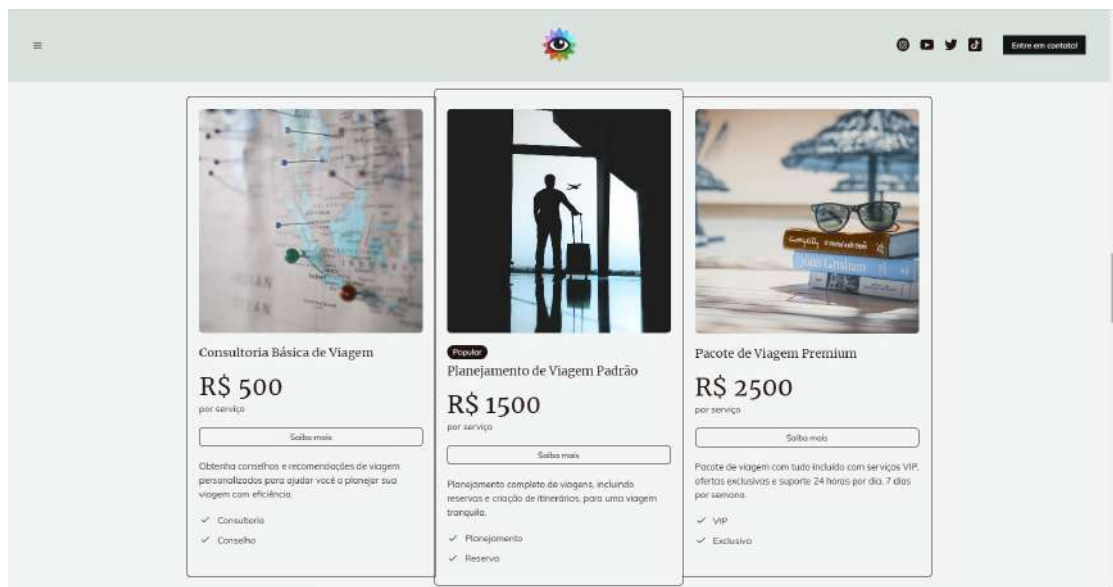 Entre em contato!
Consultoria Básica de Viagem
R$ 500
por serviço
Saiba mais
Obtenha conselhos e recomendações de viagem
personalizados para ajudar você a planejar sua
viagem com eficiência.
Consultoria
Conselho
Popular
Planejamento de Viagem Padrão
R$ 1500
por serviço
Saiba mais
Planejamento completo de viagens, incluindo
reservas e criação de itinerários, para uma viagem
tranquila.
Planejamento
Reserva
John Grisham
Pacote de Viagem Premium
R$ 2500
por serviço
Saiba mais
Pacote de viagem com tudo incluído com serviços VIP,
ofertas exclusivas e suporte 24 horas por dia, 7 dias
por semana.
VIP
Exclusivo